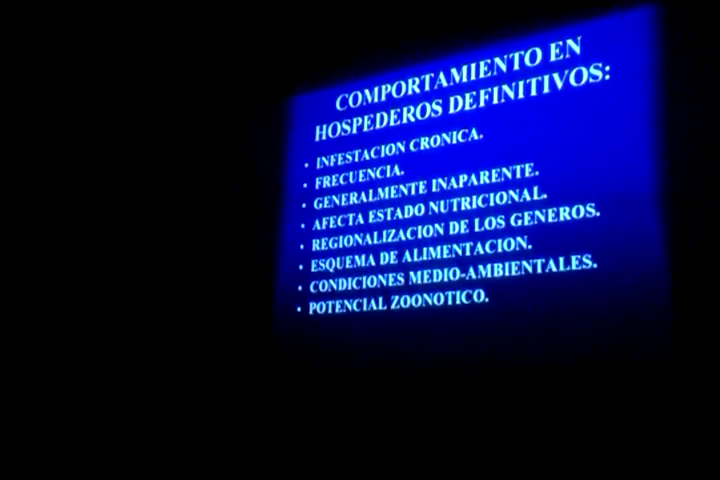 COMPORTAMIENTO EN
HOSPEDEROS DEFINITIVOS:
• INFESTACION CRONICA.
• FRECUENCIA.
• GENERALMENTE INAPARENTE.
• AFECTA ESTADO NUTRICIONAL.
• REGIONALIZACION DE LOS GENEROS.
• ESQUEMA DE ALIMENTACION.
• CONDICIONES MEDIO-AMBIENTALES.
• POTENCIAL ZOONOTICO.